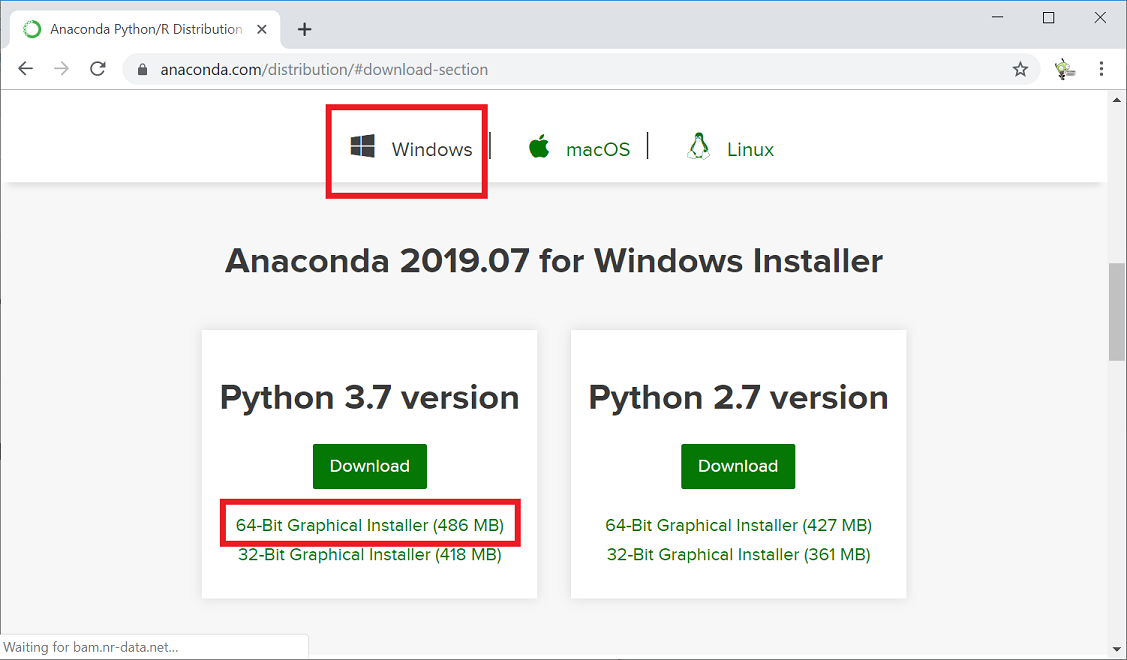 Anaconda Python/R Distribution
anaconda.com/distribution/#download-section
Windows | macOS | Linux
Anaconda 2019.07 for Windows Installer
Python 3.7 version
Download
64-Bit Graphical Installer (486 MB)
32-Bit Graphical Installer (418 MB)
Python 2.7 version
Download
64-Bit Graphical Installer (427 MB)
32-Bit Graphical Installer (361 MB)
Waiting for bam.nr-data.net...